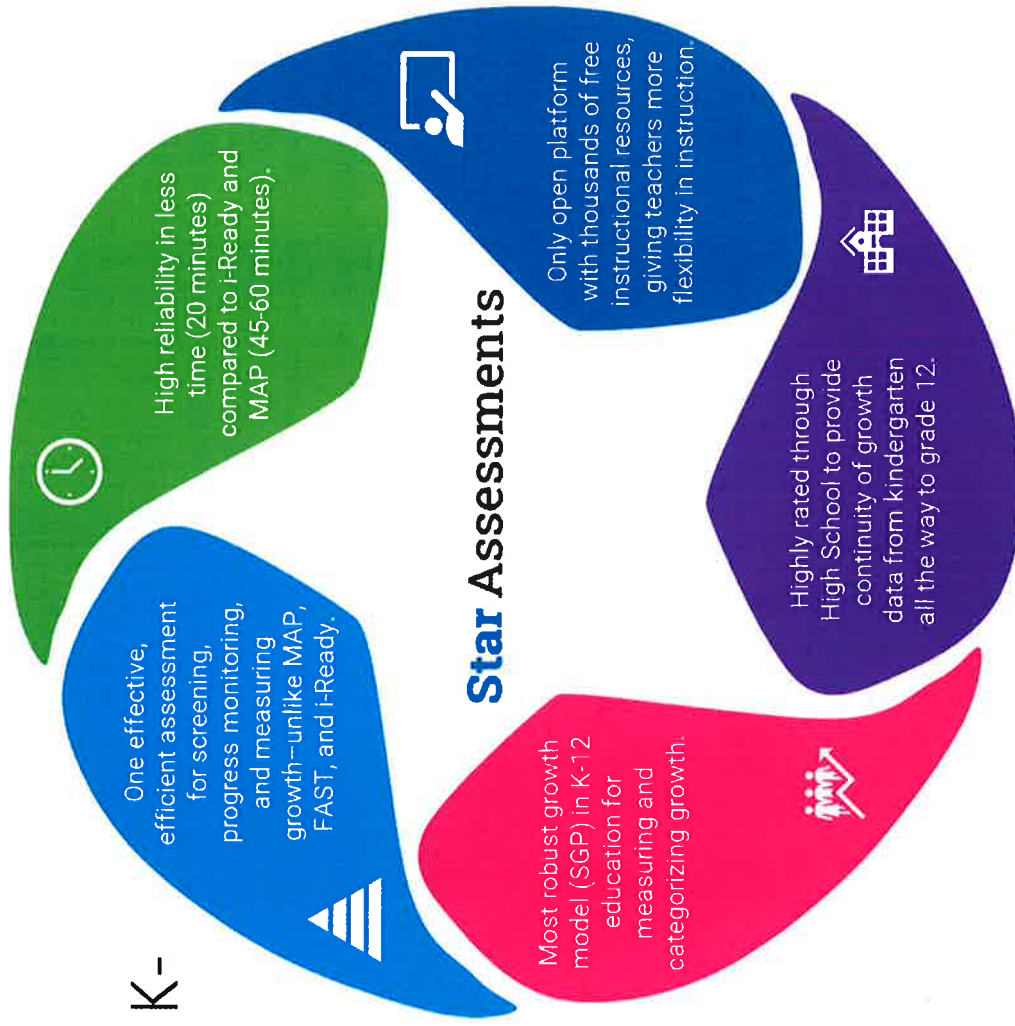 K-
One effective,
efficient assessment
for screening,
progress monitoring,
and measuring
growth–unlike MAP,
FAST, and i-Ready.
High reliability in less
time (20 minutes)
compared to i-Ready and
MAP (45-60 minutes).
Star Assessments
Only open platform
with thousands of free
instructional resources,
giving teachers more
flexibility in instruction.
Most robust growth
model (SGP) in K-12
education for
measuring and
categorizing growth.
Highly rated through
High School to provide
continuity of growth
data from kindergarten
all the way to grade 12.